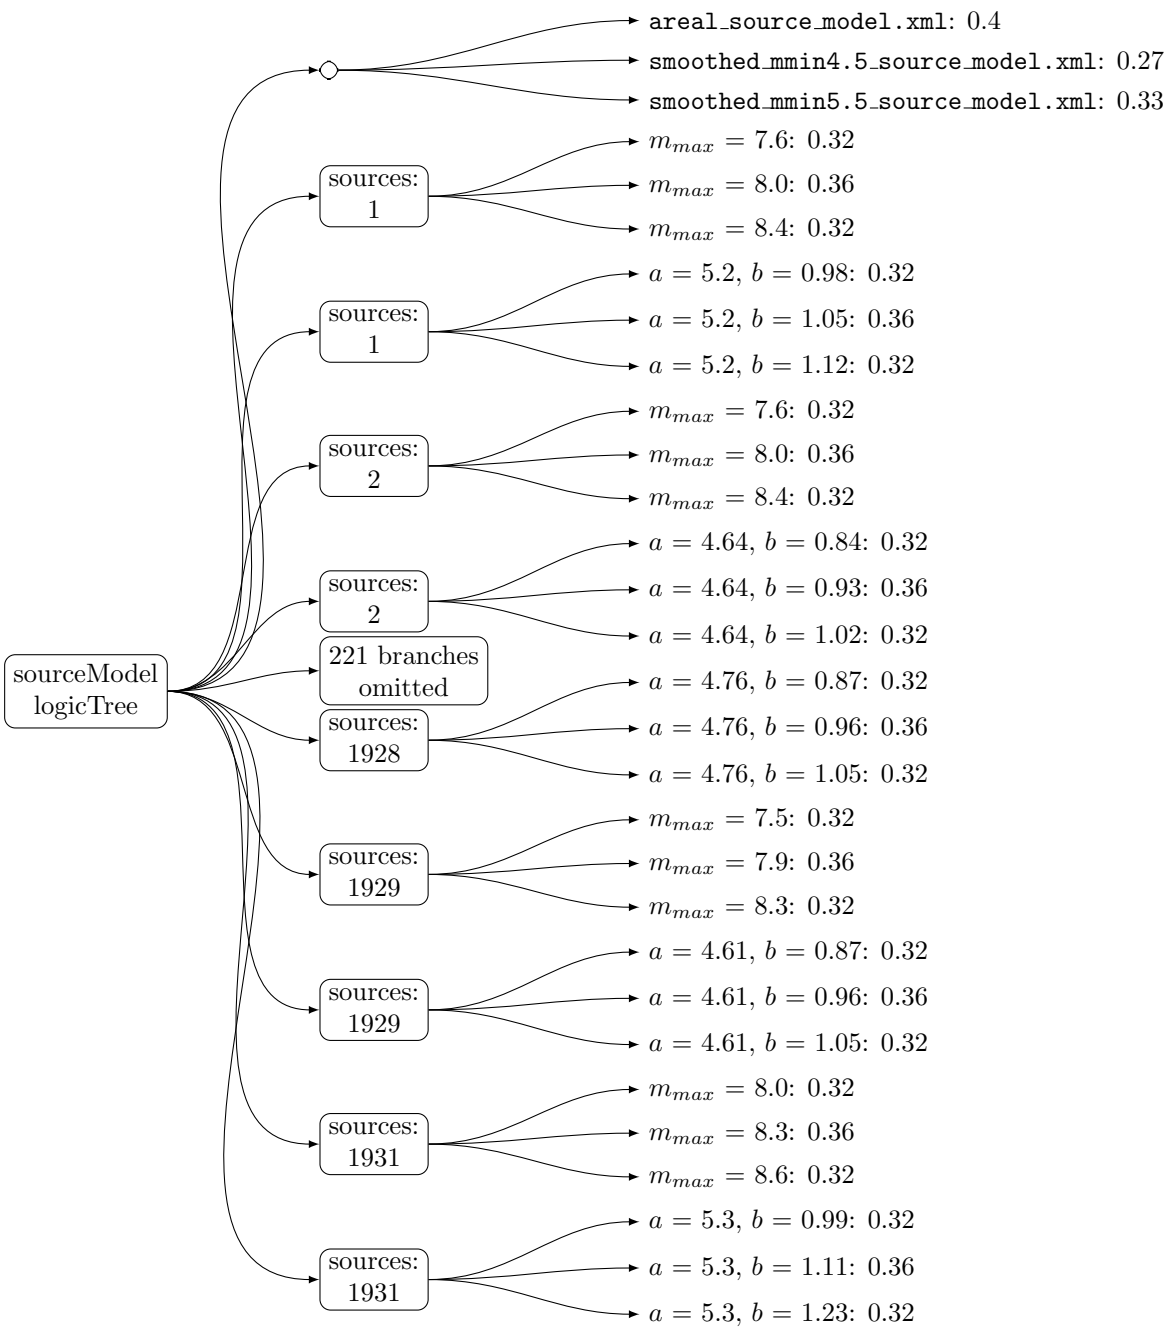 areal_source_model.xml: 0.4
smoothed_mmin4.5_source_model.xml: 0.27
smoothed_mmin5.5_source_model.xml: 0.33
m_max = 7.6: 0.32
sources:
1
m_max = 8.0: 0.36
m_max = 8.4: 0.32
a = 5.2, b = 0.98: 0.32
sources:
1
a = 5.2, b = 1.05: 0.36
a = 5.2, b = 1.12: 0.32
m_max = 7.6: 0.32
sources:
2
m_max = 8.0: 0.36
m_max = 8.4: 0.32
a = 4.64, b = 0.84: 0.32
sources:
2
a = 4.64, b = 0.93: 0.36
a = 4.64, b = 1.02: 0.32
sourceModel
logicTree
221 branches
omitted
a = 4.76, b = 0.87: 0.32
sources:
1928
a = 4.76, b = 0.96: 0.36
a = 4.76, b = 1.05: 0.32
m_max = 7.5: 0.32
sources:
1929
m_max = 7.9: 0.36
m_max = 8.3: 0.32
a = 4.61, b = 0.87: 0.32
sources:
1929
a = 4.61, b = 0.96: 0.36
a = 4.61, b = 1.05: 0.32
m_max = 8.0: 0.32
sources:
1931
m_max = 8.3: 0.36
m_max = 8.6: 0.32
a = 5.3, b = 0.99: 0.32
sources:
1931
a = 5.3, b = 1.11: 0.36
a = 5.3, b = 1.23: 0.32